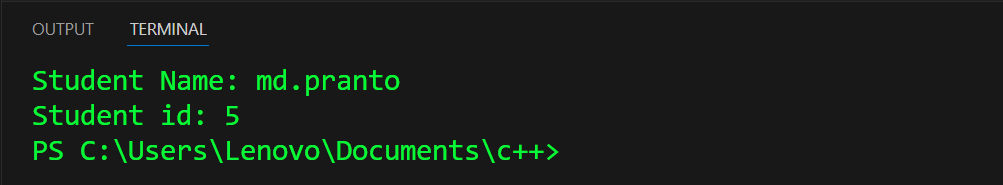 OUTPUT TERMINAL
Student Name: md.pranto
Student id: 5
PS C:\Users\Lenovo\Documents\c++>